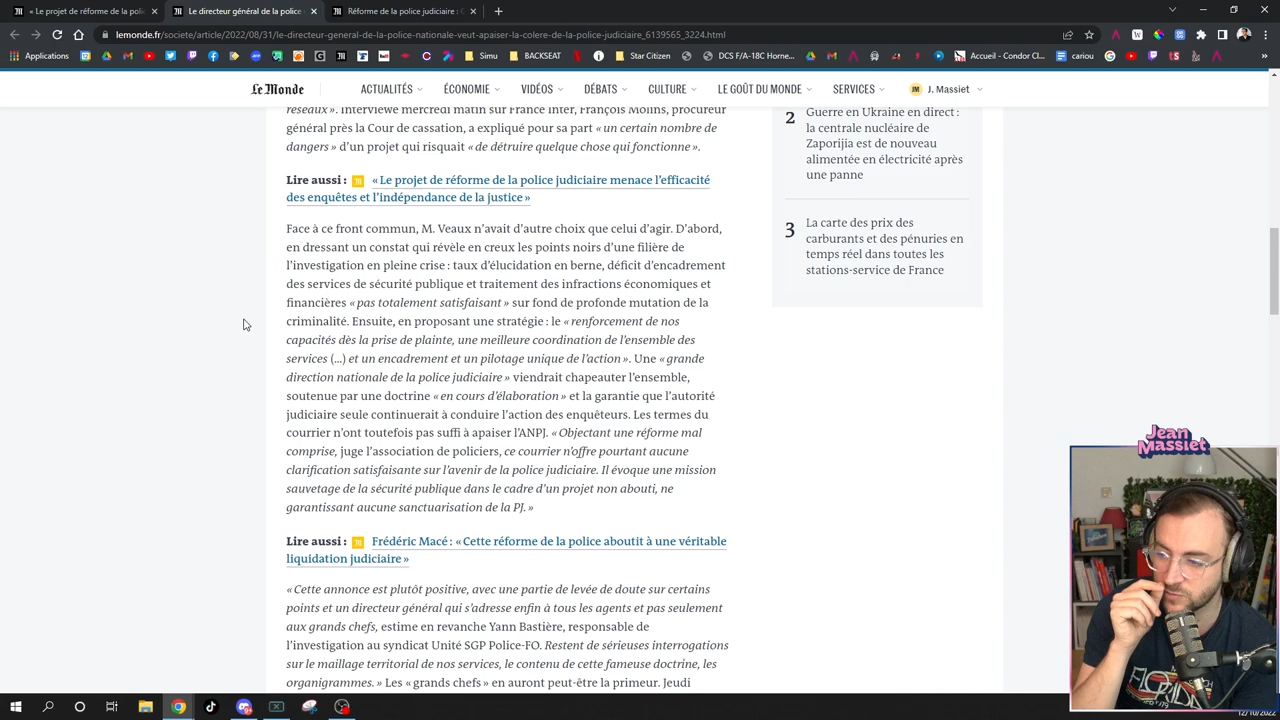 « Le projet de réforme de la poli
Le directeur général de la police
Réforme de la police judiciaire :
lemonde.fr/societe/article/2022/08/31/le-directeur-general-de-la-police-nationale-veut-apaiser-la-colere-de-la-police-judiciaire_6139565_3224.html
Applications
Simu
BACKSEAT
Star Citizen
DCS F/A-18C Horne...
Accueil - Condor Cl...
cariou
Le Monde
ACTUALITÉS
ÉCONOMIE
VIDÉOS
DÉBATS
CULTURE
LE GOÛT DU MONDE
SERVICES
JM
J. Massiet
réseaux ». Interviewé mercredi matin sur France Inter, François Molins, procureur
général près la Cour de cassation, a expliqué pour sa part « un certain nombre de
dangers » d’un projet qui risquait « de détruire quelque chose qui fonctionne ».
Lire aussi : « Le projet de réforme de la police judiciaire menace l’efficacité
des enquêtes et l’indépendance de la justice »
Face à ce front commun, M. Veaux n’avait d’autre choix que celui d’agir. D’abord,
en dressant un constat qui révèle en creux les points noirs d’une filière de
l’investigation en pleine crise : taux d’élucidation en berne, déficit d’encadrement
des services de sécurité publique et traitement des infractions économiques et
financières « pas totalement satisfaisant » sur fond de profonde mutation de la
criminalité. Ensuite, en proposant une stratégie : le « renforcement de nos
capacités dès la prise de plainte, une meilleure coordination de l’ensemble des
services (...) et un encadrement et un pilotage unique de l’action ». Une « grande
direction nationale de la police judiciaire » viendrait chapeauter l’ensemble,
soutenue par une doctrine « en cours d’élaboration » et la garantie que l’autorité
judiciaire seule continuerait à conduire l’action des enquêteurs. Les termes du
courrier n’ont toutefois pas suffi à apaiser l’ANPJ. « Objectant une réforme mal
comprise, juge l’association de policiers, ce courrier n’offre pourtant aucune
clarification satisfaisante sur l’avenir de la police judiciaire. Il évoque une mission
sauvetage de la sécurité publique dans le cadre d’un projet non abouti, ne
garantissant aucune sanctuarisation de la PJ. »
Lire aussi : Frédéric Macé : « Cette réforme de la police aboutit à une véritable
liquidation judiciaire »
« Cette annonce est plutôt positive, avec une partie de levée de doute sur certains
points et un directeur général qui s’adresse enfin à tous les agents et pas seulement
aux grands chefs, estime en revanche Yann Bastière, responsable de
l’investigation au syndicat Unité SGP Police-FO. Restent de sérieuses interrogations
sur le maillage territorial de nos services, le contenu de cette fameuse doctrine, les
organigrammes. » Les « grands chefs » en auront peut-être la primeur. Jeudi
2
Guerre en Ukraine en direct :
la centrale nucléaire de
Zaporijia est de nouveau
alimentée en électricité après
une panne
3
La carte des prix des
carburants et des pénuries en
temps réel dans toutes les
stations-service de France
Jean
Massiet
FLORIDA
12/10/2022